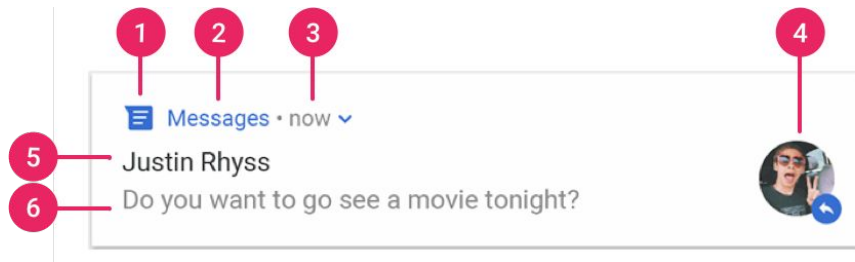 1 2 3 4
Messages • now
5 Justin Rhyss
6 Do you want to go see a movie tonight?